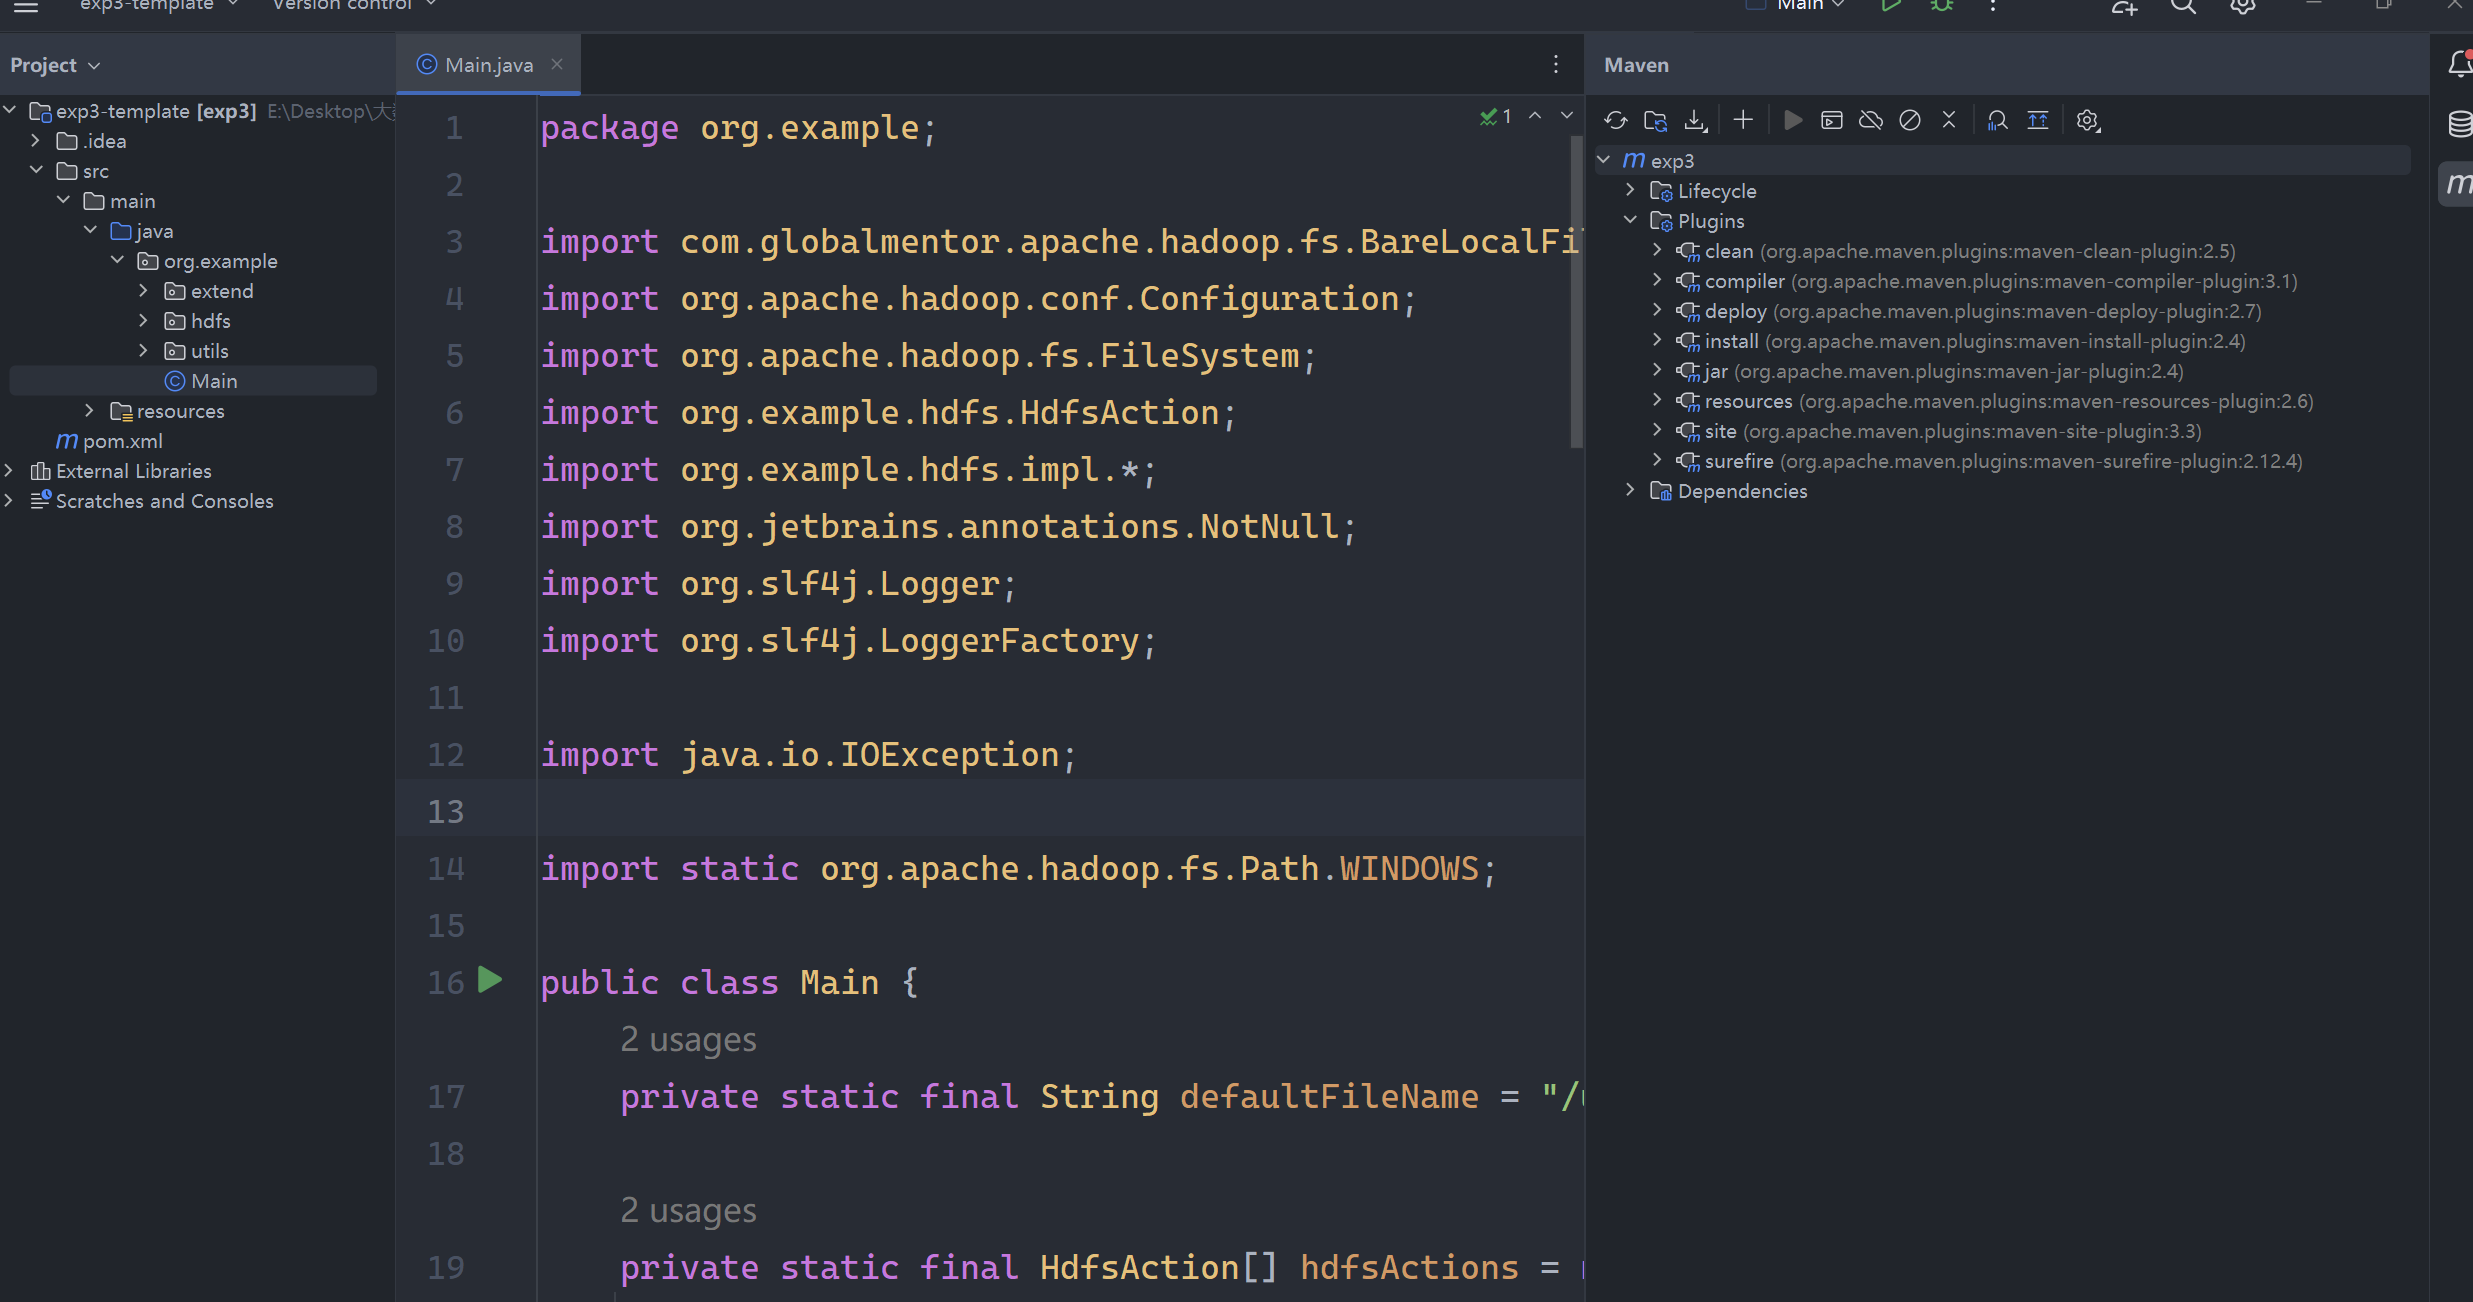 exp3-template
Version control
Main
Project
exp3-template [exp3] E:\Desktop\大
.idea
src
main
java
org.example
extend
hdfs
utils
Main
resources
pom.xml
External Libraries
Scratches and Consoles
Main.java
1
1 package org.example;
2
3 import com.globalmentor.apache.hadoop.fs.BareLocalFi
4 import org.apache.hadoop.conf.Configuration;
5 import org.apache.hadoop.fs.FileSystem;
6 import org.example.hdfs.HdfsAction;
7 import org.example.hdfs.impl.*;
8 import org.jetbrains.annotations.NotNull;
9 import org.slf4j.Logger;
10 import org.slf4j.LoggerFactory;
11
12 import java.io.IOException;
13
14 import static org.apache.hadoop.fs.Path.WINDOWS;
15
16 public class Main {
2 usages
17 private static final String defaultFileName = "/
18
2 usages
19 private static final HdfsAction[] hdfsActions =
Maven
exp3
Lifecycle
Plugins
clean (org.apache.maven.plugins:maven-clean-plugin:2.5)
compiler (org.apache.maven.plugins:maven-compiler-plugin:3.1)
deploy (org.apache.maven.plugins:maven-deploy-plugin:2.7)
install (org.apache.maven.plugins:maven-install-plugin:2.4)
jar (org.apache.maven.plugins:maven-jar-plugin:2.4)
resources (org.apache.maven.plugins:maven-resources-plugin:2.6)
site (org.apache.maven.plugins:maven-site-plugin:3.3)
surefire (org.apache.maven.plugins:maven-surefire-plugin:2.12.4)
Dependencies